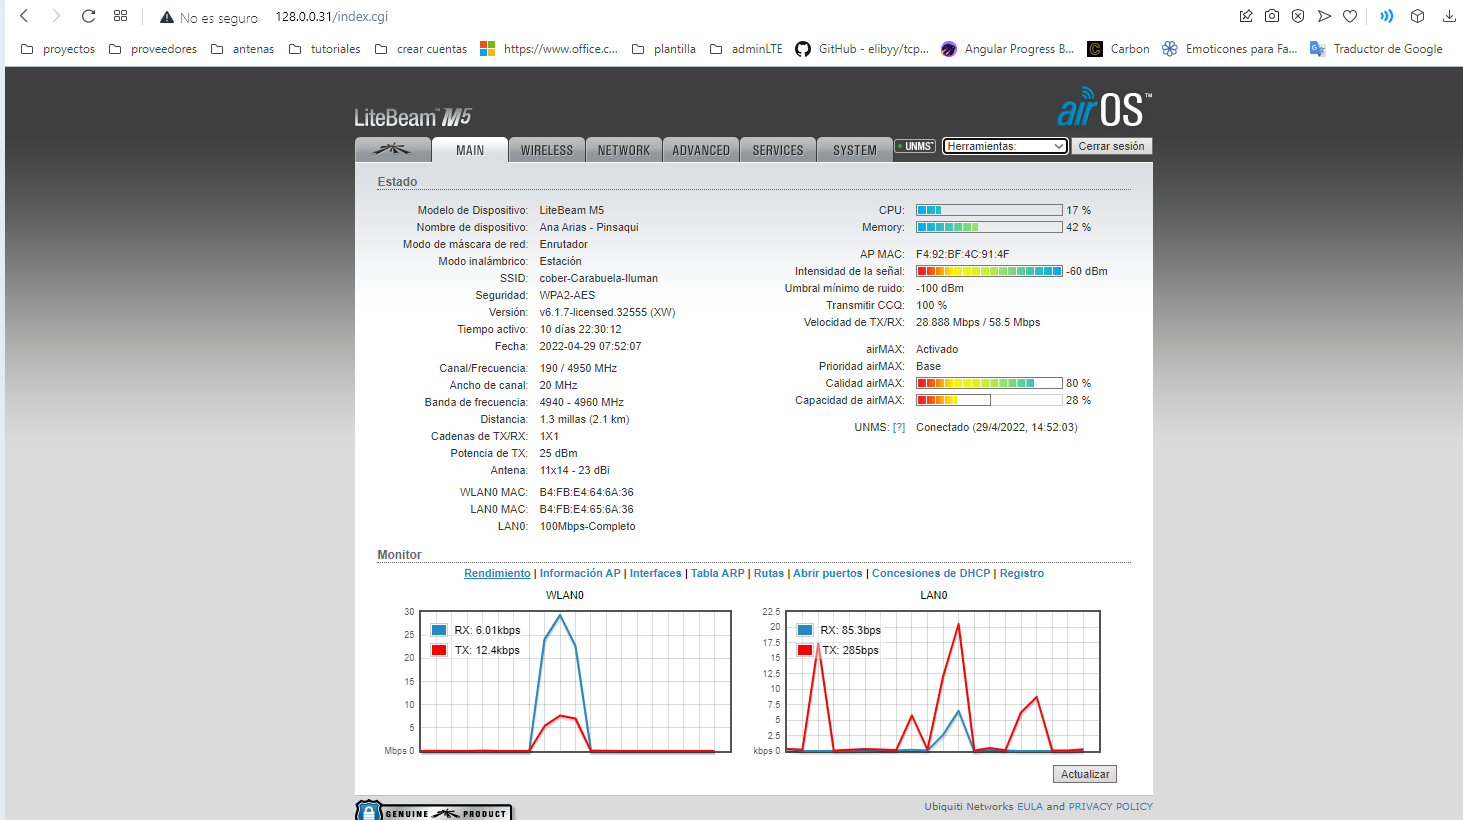 No es seguro 128.0.0.31/index.cgi
proyectos proveedores antenas tutoriales crear cuentas https://www.office.c... plantilla adminLTE GitHub - elibyy/tcp... Angular Progress B... Carbon Emoticones para Fa... Traductor de Google
LiteBeam™ M5
airOS™
MAIN WIRELESS NETWORK ADVANCED SERVICES SYSTEM UNMS™ Herramientas: Cerrar sesión
Estado
Modelo de Dispositivo: LiteBeam M5
Nombre de dispositivo: Ana Arias - Pinsaqui
Modo de máscara de red: Enrutador
Modo inalámbrico: Estación
SSID: cober-Carabuela-Iluman
Seguridad: WPA2-AES
Versión: v6.1.7-licensed.32555 (XW)
Tiempo activo: 10 días 22:30:12
Fecha: 2022-04-29 07:52:07
Canal/Frecuencia: 190 / 4950 MHz
Ancho de canal: 20 MHz
Banda de frecuencia: 4940 - 4960 MHz
Distancia: 1.3 millas (2.1 km)
Cadenas de TX/RX: 1X1
Potencia de TX: 25 dBm
Antena: 11x14 - 23 dBi
WLAN0 MAC: B4:FB:E4:64:6A:36
LAN0 MAC: B4:FB:E4:65:6A:36
LAN0: 100Mbps-Completo
CPU: 17 %
Memory: 42 %
AP MAC: F4:92:BF:4C:91:4F
Intensidad de la señal: -60 dBm
Umbral mínimo de ruido: -100 dBm
Transmitir CCQ: 100 %
Velocidad de TX/RX: 28.888 Mbps / 58.5 Mbps
airMAX: Activado
Prioridad airMAX: Base
Calidad airMAX: 80 %
Capacidad de airMAX: 28 %
UNMS: [?] Conectado (29/4/2022, 14:52:03)
Monitor
Rendimiento | Información AP | Interfaces | Tabla ARP | Rutas | Abrir puertos | Concesiones de DHCP | Registro
WLAN0
30
25
20
15
10
5
Mbps 0
RX: 6.01kbps
TX: 12.4kbps
LAN0
22.5
20
17.5
15
12.5
10
7.5
5
2.5
kbps 0
RX: 85.3bps
TX: 285bps
Actualizar
GENUINE PRODUCT
Ubiquiti Networks EULA and PRIVACY POLICY